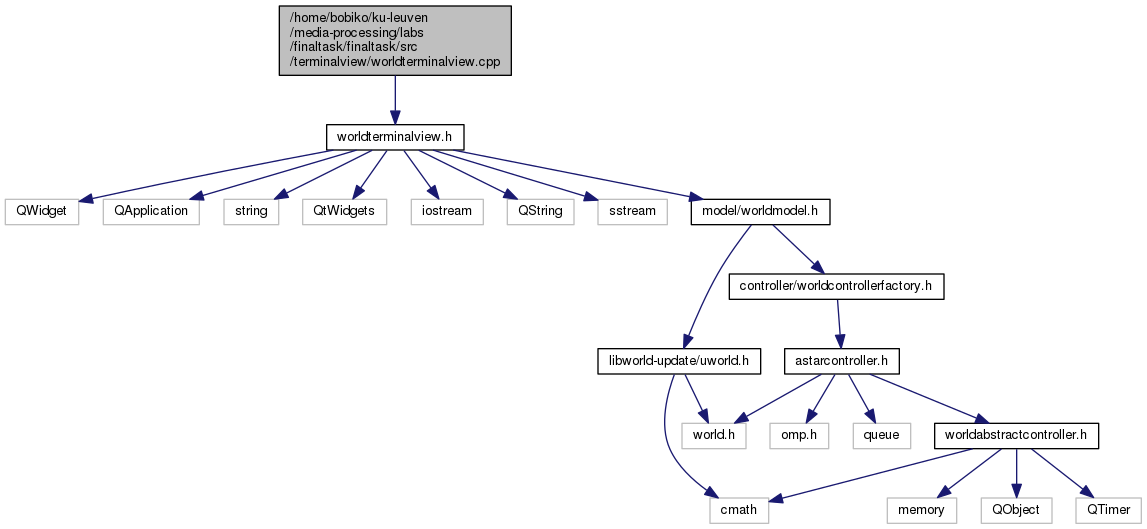 /home/bobiko/ku-leuven
/media-processing/labs
/finaltask/finaltask/src
/terminalview/worldterminalview.cpp
worldterminalview.h
QWidget
QApplication
string
QtWidgets
iostream
QString
sstream
model/worldmodel.h
controller/worldcontrollerfactory.h
libworld-update/uworld.h
astarcontroller.h
world.h
omp.h
queue
worldabstractcontroller.h
cmath
memory
QObject
QTimer